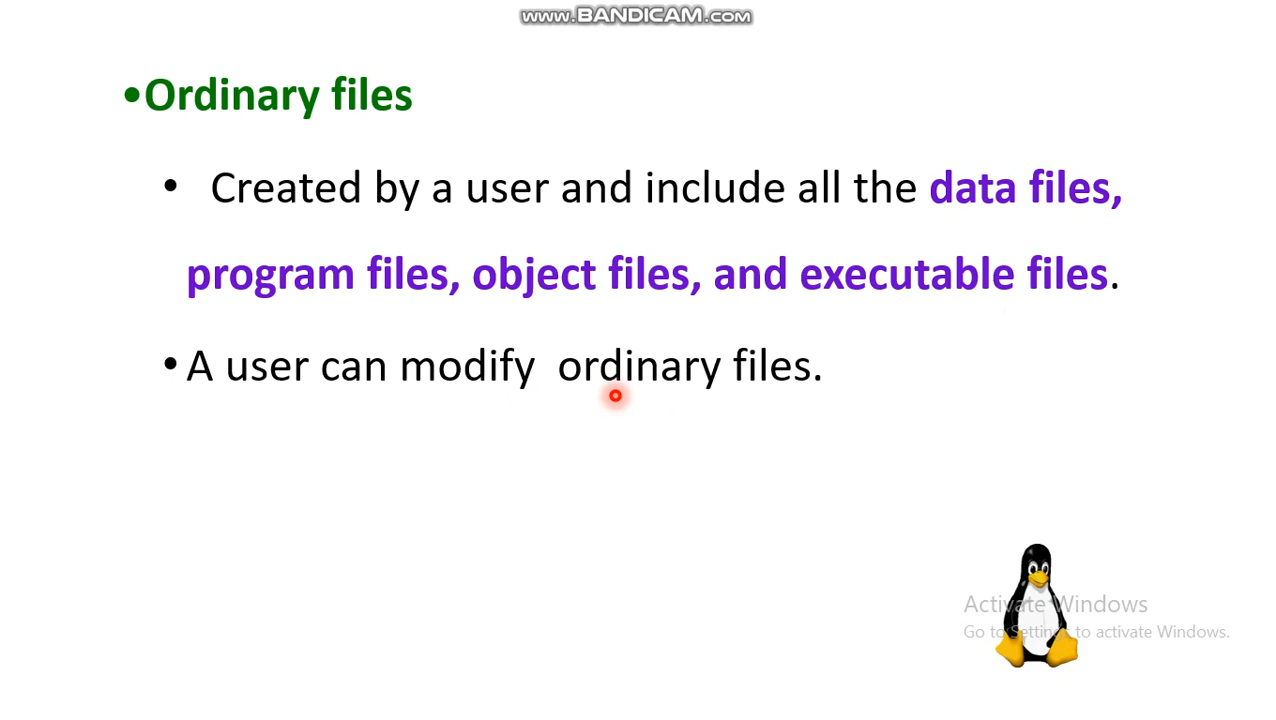 www.BANDICAM.com
•Ordinary files
• Created by a user and include all the data files,
program files, object files, and executable files.
• A user can modify ordinary files.
Activate Windows
Go to Settings to activate Windows.